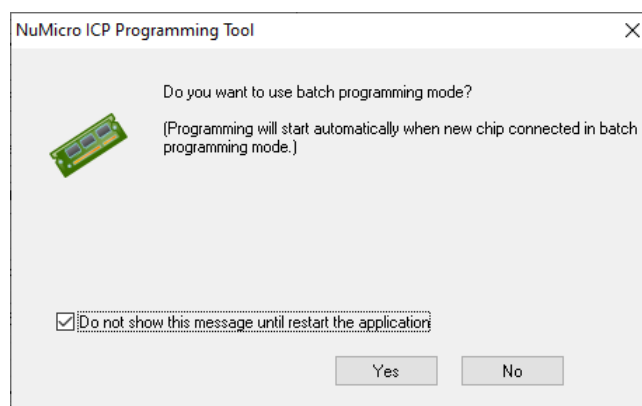 NuMicro ICP Programming Tool
Do you want to use batch programming mode?
(Programming will start automatically when new chip connected in batch
programming mode.)
Do not show this message until restart the application
Yes
No